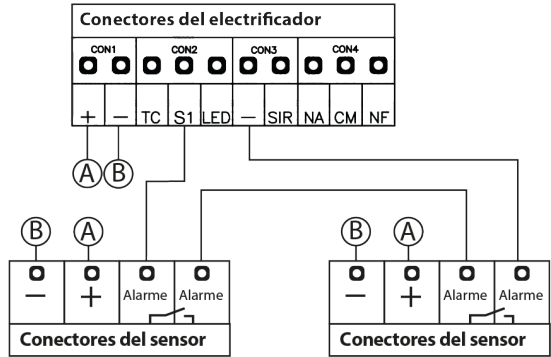 Conectores del electrificador
CON1 CON2 CON3 CON4
+ − TC S1 LED − SIR NA CM NF
A B
B A B A
− + Alarme Alarme − + Alarme Alarme
Conectores del sensor Conectores del sensor